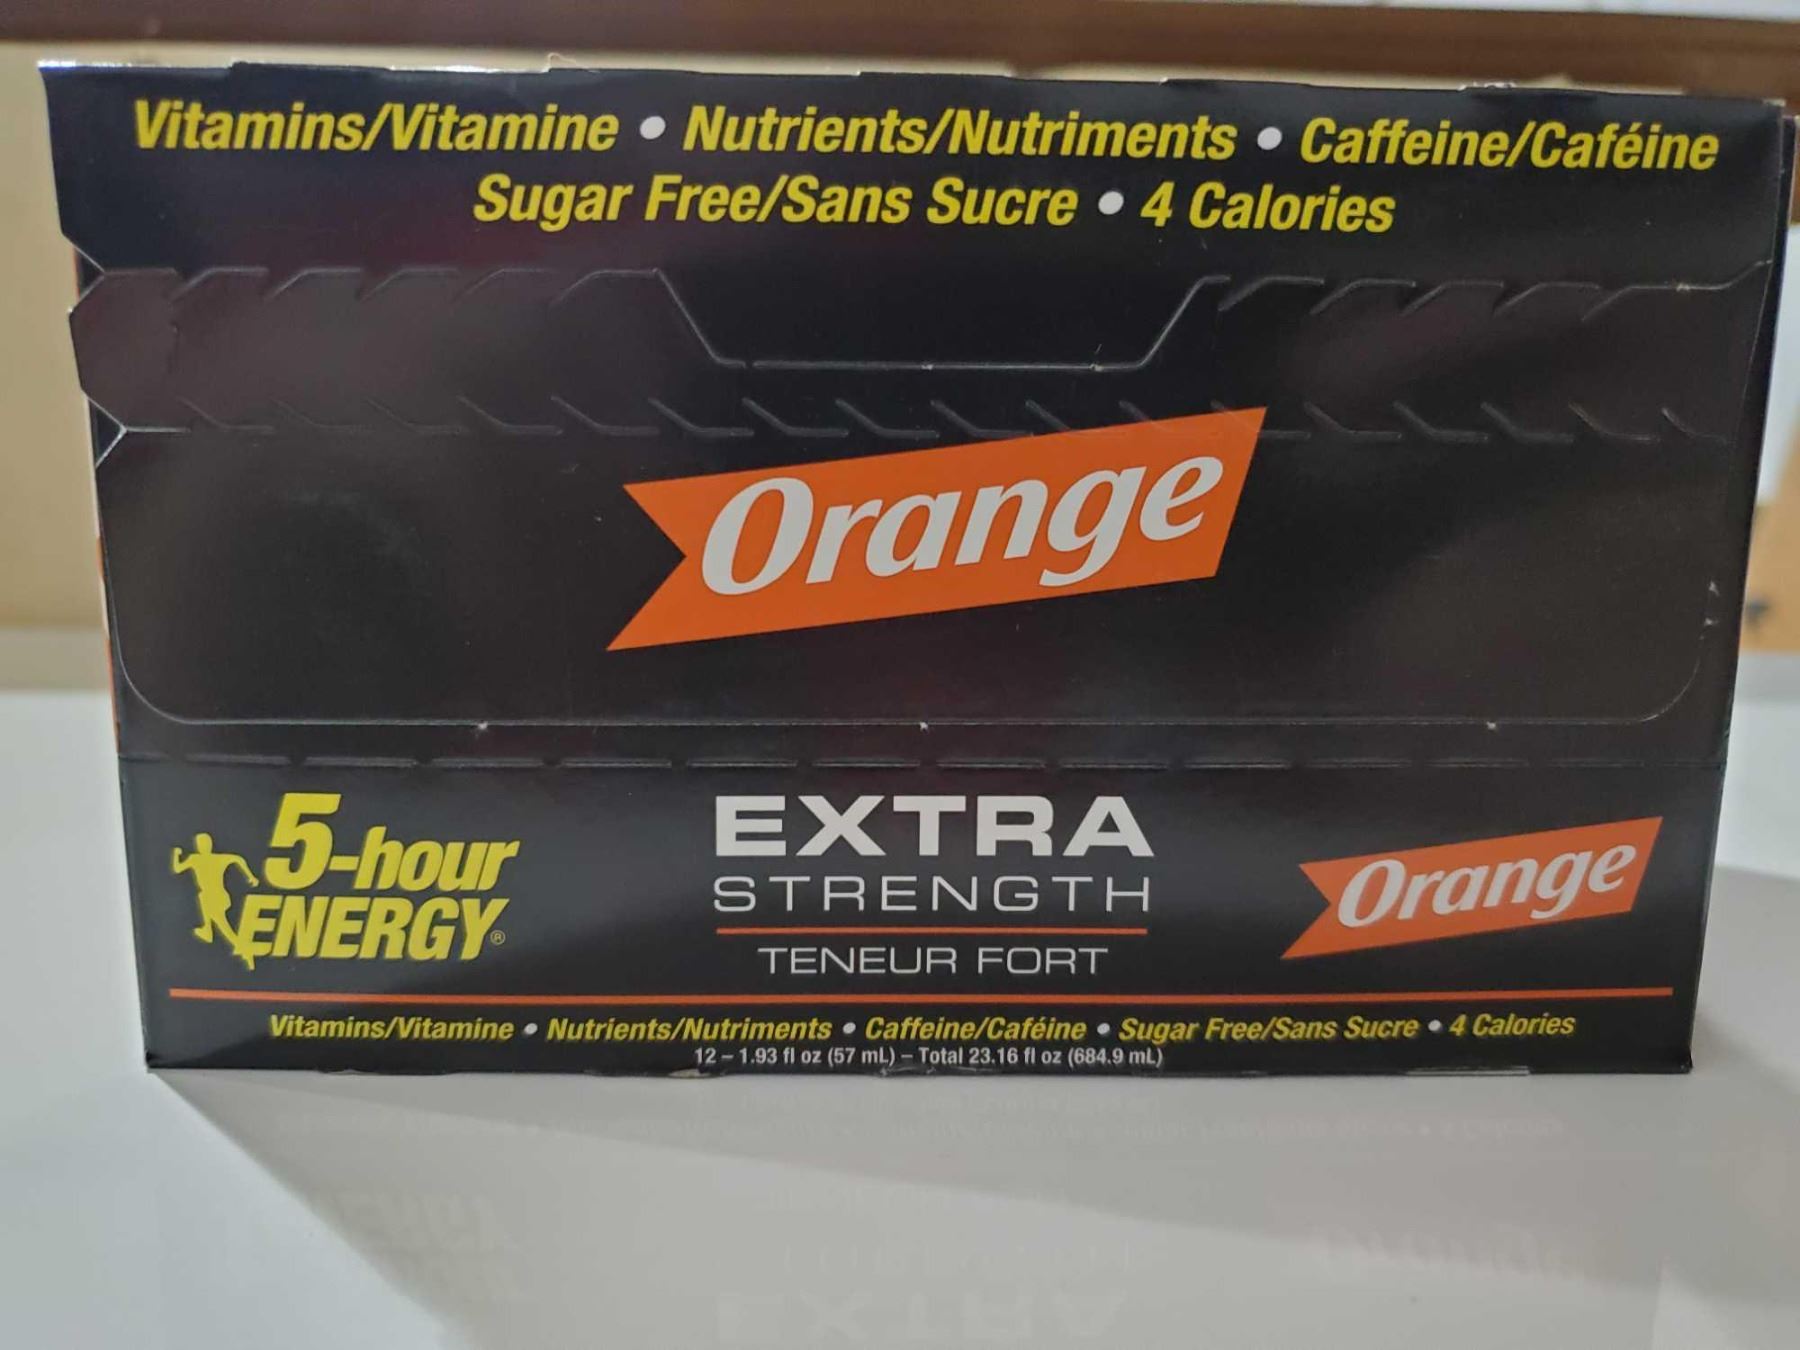 Vitamins/Vitamine • Nutrients/Nutriments • Caffeine/Caféine
Sugar Free/Sans Sucre • 4 Calories
Orange
5-hour
ENERGY®
EXTRA
STRENGTH
TENEUR FORT
Orange
Vitamins/Vitamine • Nutrients/Nutriments • Caffeine/Caféine • Sugar Free/Sans Sucre • 4 Calories
12 – 1.93 fl oz (57 mL) – Total 23.16 fl oz (684.9 mL)